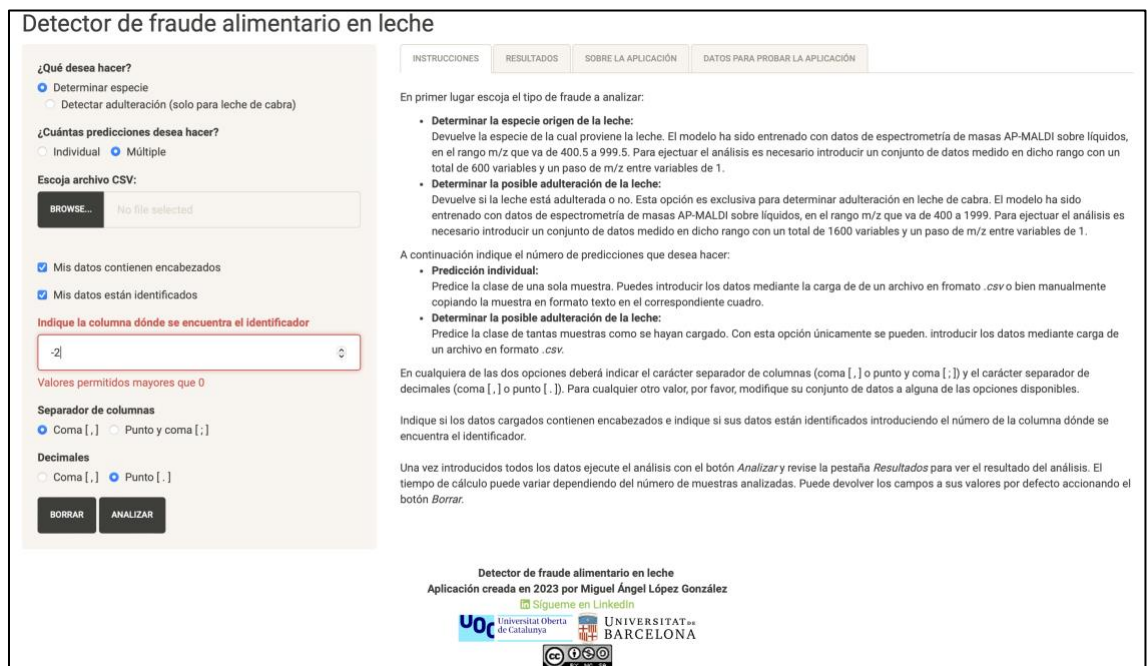 Detector de fraude alimentario en leche
¿Qué desea hacer?
Determinar especie
Detectar adulteración (solo para leche de cabra)
¿Cuántas predicciones desea hacer?
Individual Múltiple
Escoja archivo CSV:
BROWSE... No file selected
Mis datos contienen encabezados
Mis datos están identificados
Indique la columna dónde se encuentra el identificador
-2
Valores permitidos mayores que 0
Separador de columnas
Coma [ , ] Punto y coma [ ; ]
Decimales
Coma [ , ] Punto [ . ]
BORRAR ANALIZAR
INSTRUCCIONES RESULTADOS SOBRE LA APLICACIÓN DATOS PARA PROBAR LA APLICACIÓN
En primer lugar escoja el tipo de fraude a analizar:
• Determinar la especie origen de la leche:
Devuelve la especie de la cual proviene la leche. El modelo ha sido entrenado con datos de espectrometría de masas AP-MALDI sobre líquidos,
en el rango m/z que va de 400.5 a 999.5. Para ejectuar el análisis es necesario introducir un conjunto de datos medido en dicho rango con un
total de 600 variables y un paso de m/z entre variables de 1.
• Determinar la posible adulteración de la leche:
Devuelve si la leche está adulterada o no. Esta opción es exclusiva para determinar adulteración en leche de cabra. El modelo ha sido
entrenado con datos de espectrometría de masas AP-MALDI sobre líquidos, en el rango m/z que va de 400 a 1999. Para ejectuar el análisis es
necesario introducir un conjunto de datos medido en dicho rango con un total de 1600 variables y un paso de m/z entre variables de 1.
A continuación indique el número de predicciones que desea hacer:
• Predicción individual:
Predice la clase de una sola muestra. Puedes introducir los datos mediante la carga de de un archivo en fromato .csv o bien manualmente
copiando la muestra en formato texto en el correspondiente cuadro.
• Determinar la posible adulteración de la leche:
Predice la clase de tantas muestras como se hayan cargado. Con esta opción únicamente se pueden. introducir los datos mediante carga de
un archivo en formato .csv.
En cualquiera de las dos opciones deberá indicar el carácter separador de columnas (coma [ , ] o punto y coma [ ; ]) y el carácter separador de
decimales (coma [ , ] o punto [ . ]). Para cualquier otro valor, por favor, modifique su conjunto de datos a alguna de las opciones disponibles.
Indique si los datos cargados contienen encabezados e indique si sus datos están identificados introduciendo el número de la columna dónde se
encuentra el identificador.
Una vez introducidos todos los datos ejecute el análisis con el botón Analizar y revise la pestaña Resultados para ver el resultado del análisis. El
tiempo de cálculo puede variar dependiendo del número de muestras analizadas. Puede devolver los campos a sus valores por defecto accionando el
botón Borrar.
Detector de fraude alimentario en leche
Aplicación creada en 2023 por Miguel Ángel López González
in Sígueme en LinkedIn
UOC Universitat Oberta
de Catalunya
UNIVERSITAT DE
BARCELONA
cc
BY NC SA